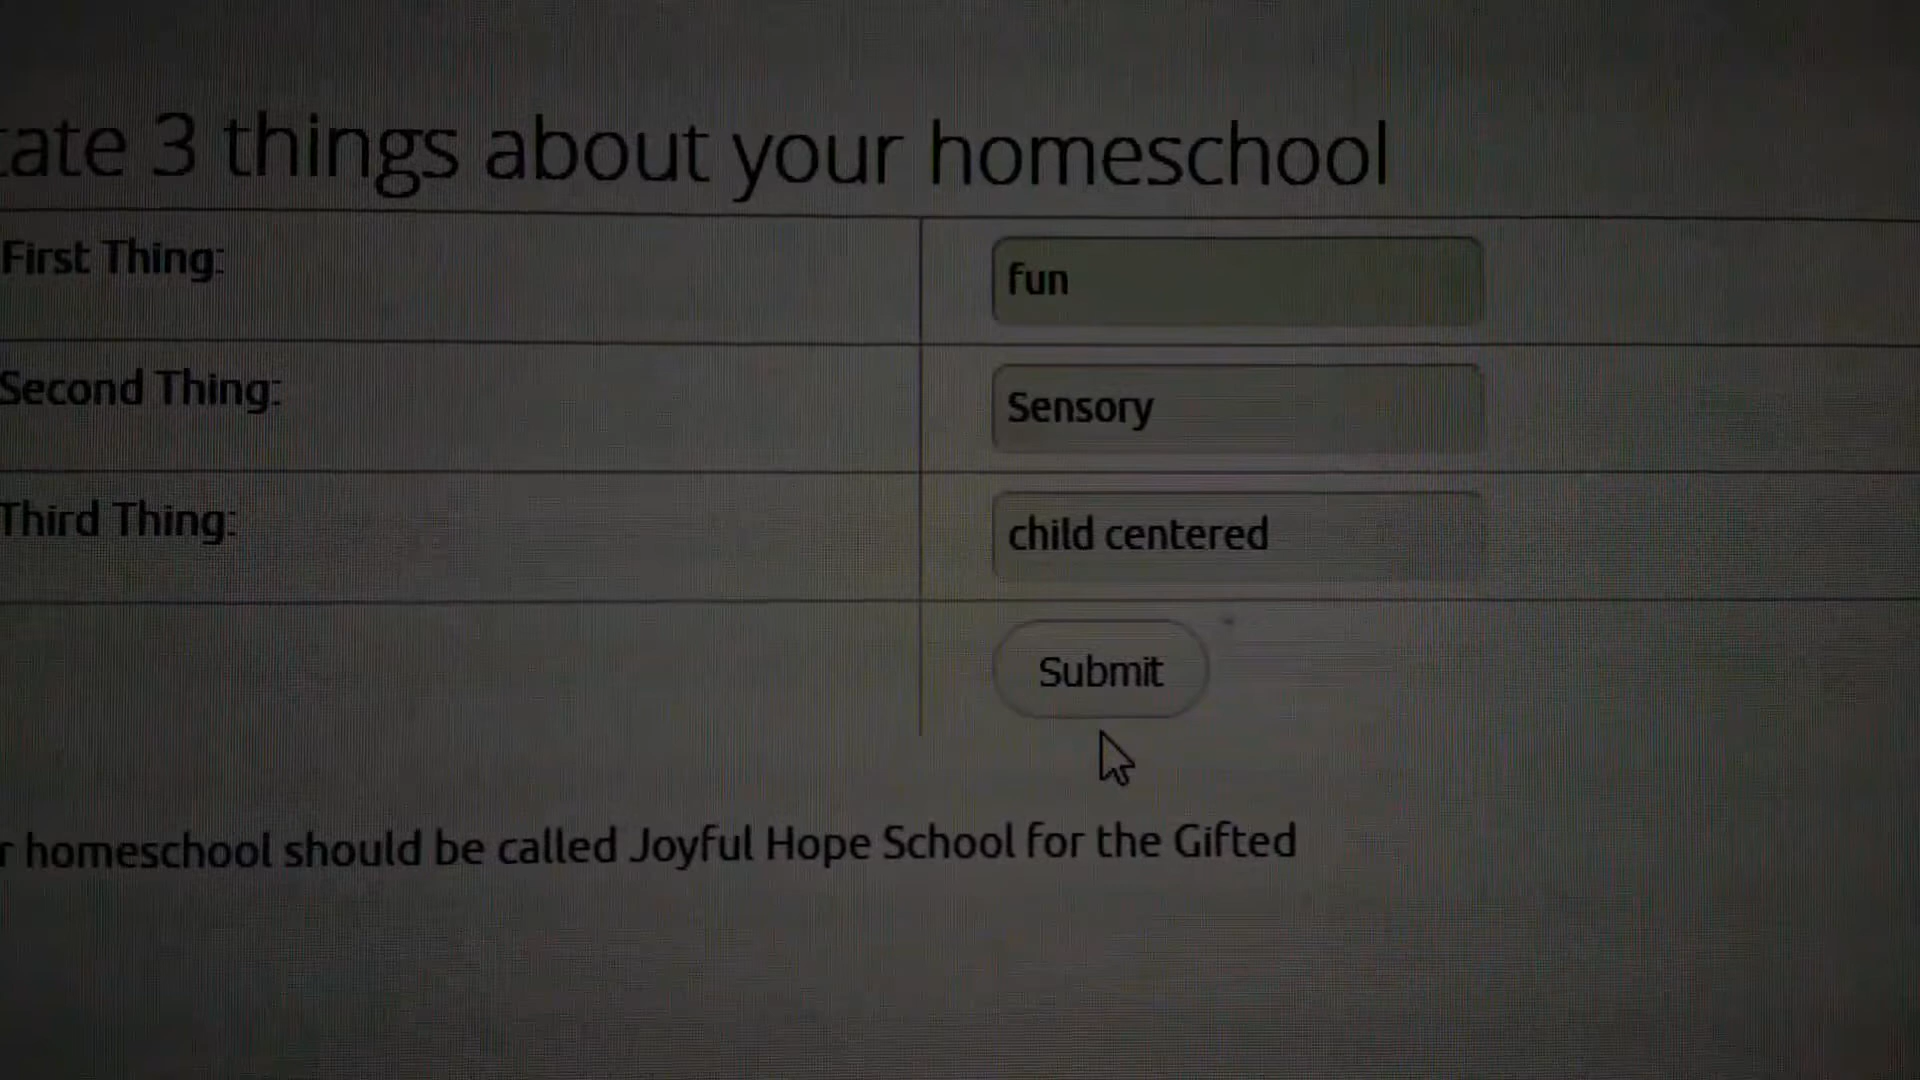 ate 3 things about your homeschool
First Thing:
fun
Second Thing:
Sensory
Third Thing:
child centered
Submit
r homeschool should be called Joyful Hope School for the Gifted